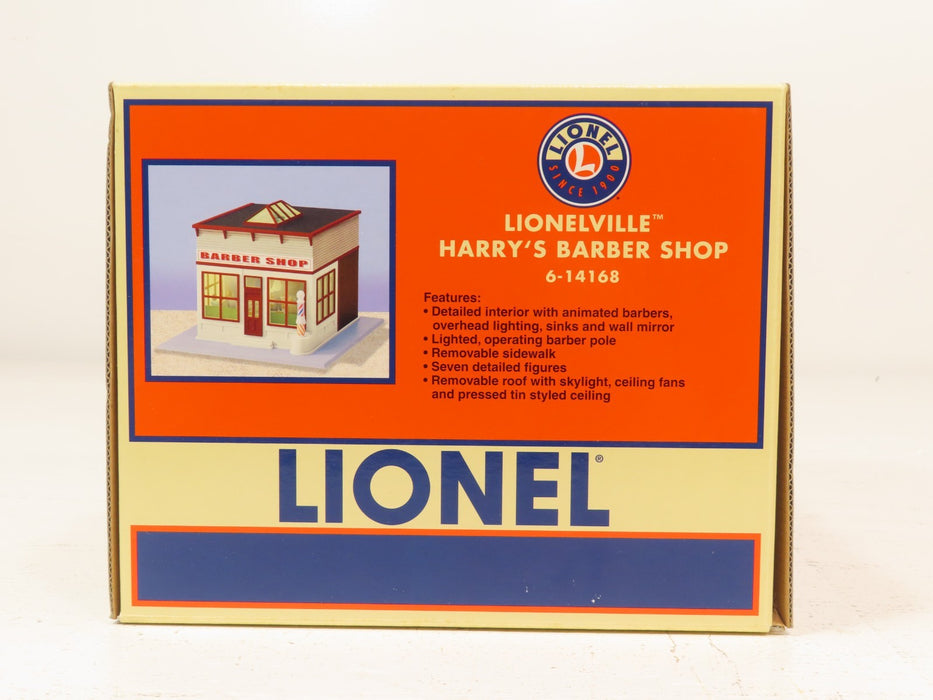 LIONEL
L
SINCE 1900
LIONELVILLE™
HARRY'S BARBER SHOP
6-14168
BARBER SHOP
Features:
• Detailed interior with animated barbers,
overhead lighting, sinks and wall mirror
• Lighted, operating barber pole
• Removable sidewalk
• Seven detailed figures
• Removable roof with skylight, ceiling fans
and pressed tin styled ceiling
LIONEL®